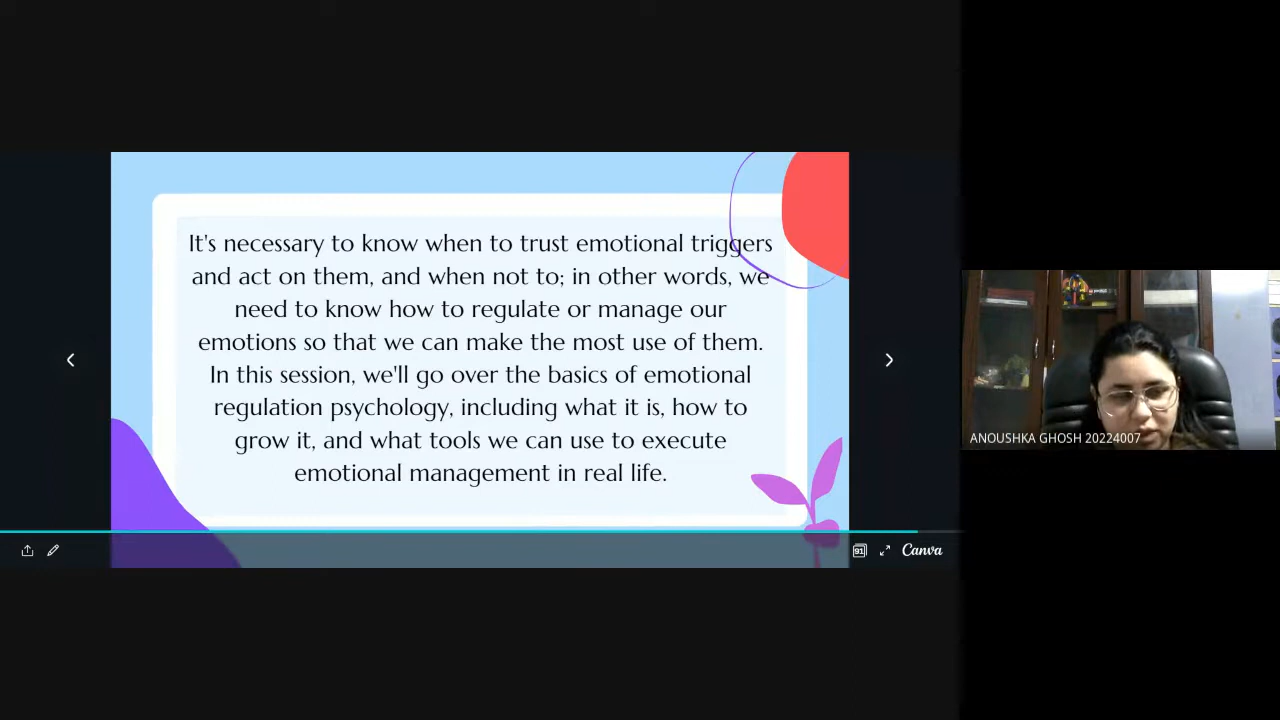 It's necessary to know when to trust emotional triggers
and act on them, and when not to; in other words, we
need to know how to regulate or manage our
emotions so that we can make the most use of them.
In this session, we'll go over the basics of emotional
regulation psychology, including what it is, how to
grow it, and what tools we can use to execute
emotional management in real life.
91
Canva
ANOUSHKA GHOSH 20224007